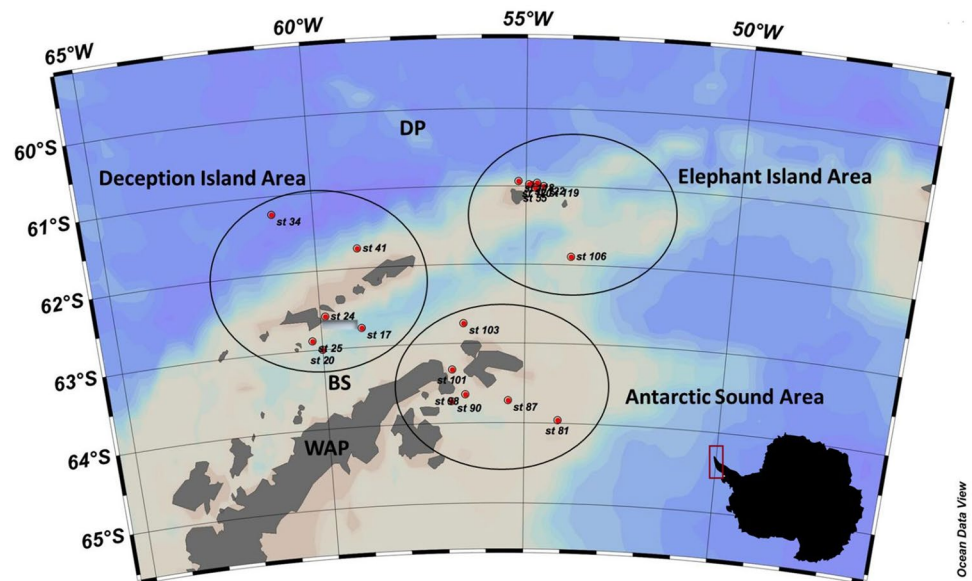 65°W
60°W
55°W
50°W
60°S
61°S
62°S
63°S
64°S
65°S
DP
Deception Island Area
Elephant Island Area
st 34
st 41
st 24
st 17
st 25
st 20
BS
WAP
119
st 55
st 106
st 103
st 101
st 98
st 90
st 87
st 81
Antarctic Sound Area
Ocean Data View